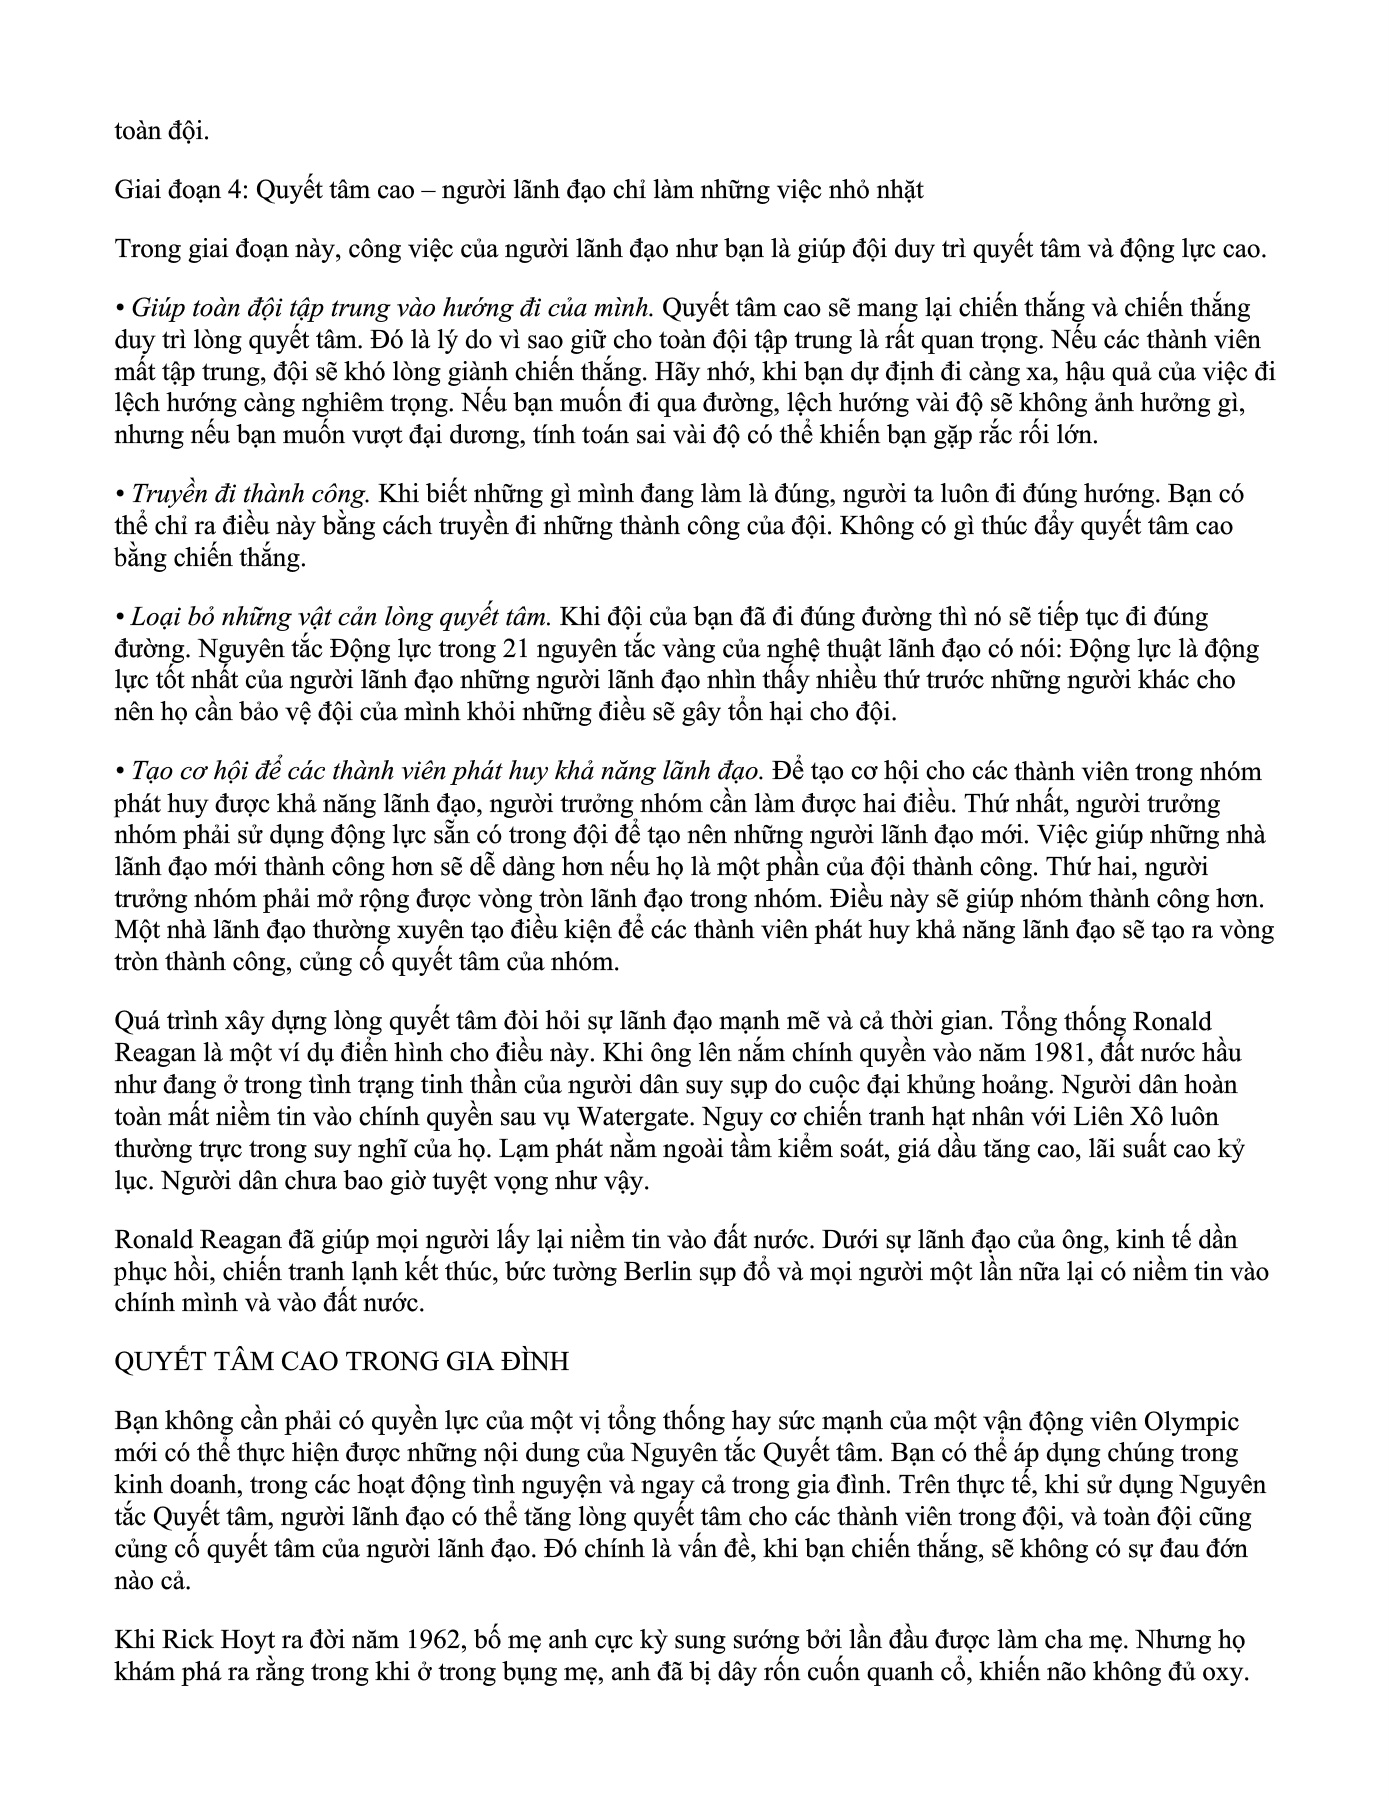 toàn đội.
Giai đoạn 4: Quyết tâm cao – người lãnh đạo chỉ làm những việc nhỏ nhặt
Trong giai đoạn này, công việc của người lãnh đạo như bạn là giúp đội duy trì quyết tâm và động lực cao.
• Giúp toàn đội tập trung vào hướng đi của mình. Quyết tâm cao sẽ mang lại chiến thắng và chiến thắng
duy trì lòng quyết tâm. Đó là lý do vì sao giữ cho toàn đội tập trung là rất quan trọng. Nếu các thành viên
mất tập trung, đội sẽ khó lòng giành chiến thắng. Hãy nhớ, khi bạn dự định đi càng xa, hậu quả của việc đi
lệch hướng càng nghiêm trọng. Nếu bạn muốn đi qua đường, lệch hướng vài độ sẽ không ảnh hưởng gì,
nhưng nếu bạn muốn vượt đại dương, tính toán sai vài độ có thể khiến bạn gặp rắc rối lớn.
• Truyền đi thành công. Khi biết những gì mình đang làm là đúng, người ta luôn đi đúng hướng. Bạn có
thể chỉ ra điều này bằng cách truyền đi những thành công của đội. Không có gì thúc đẩy quyết tâm cao
bằng chiến thắng.
• Loại bỏ những vật cản lòng quyết tâm. Khi đội của bạn đã đi đúng đường thì nó sẽ tiếp tục đi đúng
đường. Nguyên tắc Động lực trong 21 nguyên tắc vàng của nghệ thuật lãnh đạo có nói: Động lực là động
lực tốt nhất của người lãnh đạo những người lãnh đạo nhìn thấy nhiều thứ trước những người khác cho
nên họ cần bảo vệ đội của mình khỏi những điều sẽ gây tổn hại cho đội.
• Tạo cơ hội để các thành viên phát huy khả năng lãnh đạo. Để tạo cơ hội cho các thành viên trong nhóm
phát huy được khả năng lãnh đạo, người trưởng nhóm cần làm được hai điều. Thứ nhất, người trưởng
nhóm phải sử dụng động lực sẵn có trong đội để tạo nên những người lãnh đạo mới. Việc giúp những nhà
lãnh đạo mới thành công hơn sẽ dễ dàng hơn nếu họ là một phần của đội thành công. Thứ hai, người
trưởng nhóm phải mở rộng được vòng tròn lãnh đạo trong nhóm. Điều này sẽ giúp nhóm thành công hơn.
Một nhà lãnh đạo thường xuyên tạo điều kiện để các thành viên phát huy khả năng lãnh đạo sẽ tạo ra vòng
tròn thành công, củng cố quyết tâm của nhóm.
Quá trình xây dựng lòng quyết tâm đòi hỏi sự lãnh đạo mạnh mẽ và cả thời gian. Tổng thống Ronald
Reagan là một ví dụ điển hình cho điều này. Khi ông lên nắm chính quyền vào năm 1981, đất nước hầu
như đang ở trong tình trạng tinh thần của người dân suy sụp do cuộc đại khủng hoảng. Người dân hoàn
toàn mất niềm tin vào chính quyền sau vụ Watergate. Nguy cơ chiến tranh hạt nhân với Liên Xô luôn
thường trực trong suy nghĩ của họ. Lạm phát nằm ngoài tầm kiểm soát, giá dầu tăng cao, lãi suất cao kỷ
lục. Người dân chưa bao giờ tuyệt vọng như vậy.
Ronald Reagan đã giúp mọi người lấy lại niềm tin vào đất nước. Dưới sự lãnh đạo của ông, kinh tế dần
phục hồi, chiến tranh lạnh kết thúc, bức tường Berlin sụp đổ và mọi người một lần nữa lại có niềm tin vào
chính mình và vào đất nước.
QUYẾT TÂM CAO TRONG GIA ĐÌNH
Bạn không cần phải có quyền lực của một vị tổng thống hay sức mạnh của một vận động viên Olympic
mới có thể thực hiện được những nội dung của Nguyên tắc Quyết tâm. Bạn có thể áp dụng chúng trong
kinh doanh, trong các hoạt động tình nguyện và ngay cả trong gia đình. Trên thực tế, khi sử dụng Nguyên
tắc Quyết tâm, người lãnh đạo có thể tăng lòng quyết tâm cho các thành viên trong đội, và toàn đội cũng
củng cố quyết tâm của người lãnh đạo. Đó chính là vấn đề, khi bạn chiến thắng, sẽ không có sự đau đớn
nào cả.
Khi Rick Hoyt ra đời năm 1962, bố mẹ anh cực kỳ sung sướng bởi lần đầu được làm cha mẹ. Nhưng họ
khám phá ra rằng trong khi ở trong bụng mẹ, anh đã bị dây rốn cuốn quanh cổ, khiến não không đủ oxy.